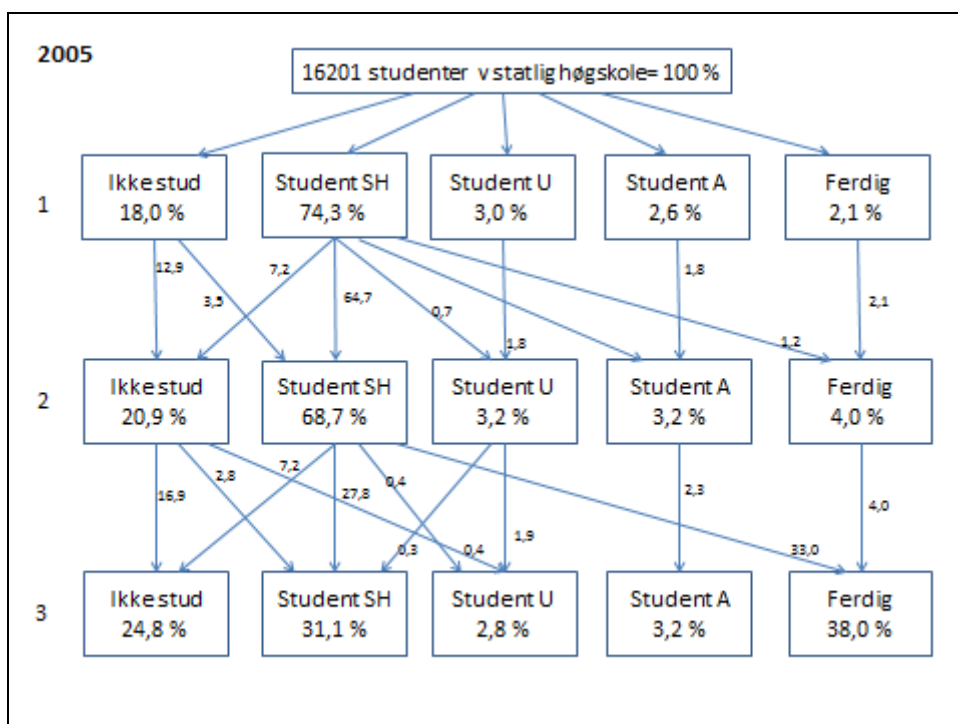 2005
16201 studenter v statlig høgskole= 100 %
1
Ikke stud
18,0 %
Student SH
74,3 %
Student U
3,0 %
Student A
2,6 %
Ferdig
2,1 %
12,9
3,5
7,2
64,7
0,7
1,8
1,8
1,2
2,1
2
Ikke stud
20,9 %
Student SH
68,7 %
Student U
3,2 %
Student A
3,2 %
Ferdig
4,0 %
16,9
2,8
7,2
27,8
0,4
0,3
0,4
1,9
2,3
33,0
4,0
3
Ikke stud
24,8 %
Student SH
31,1 %
Student U
2,8 %
Student A
3,2 %
Ferdig
38,0 %